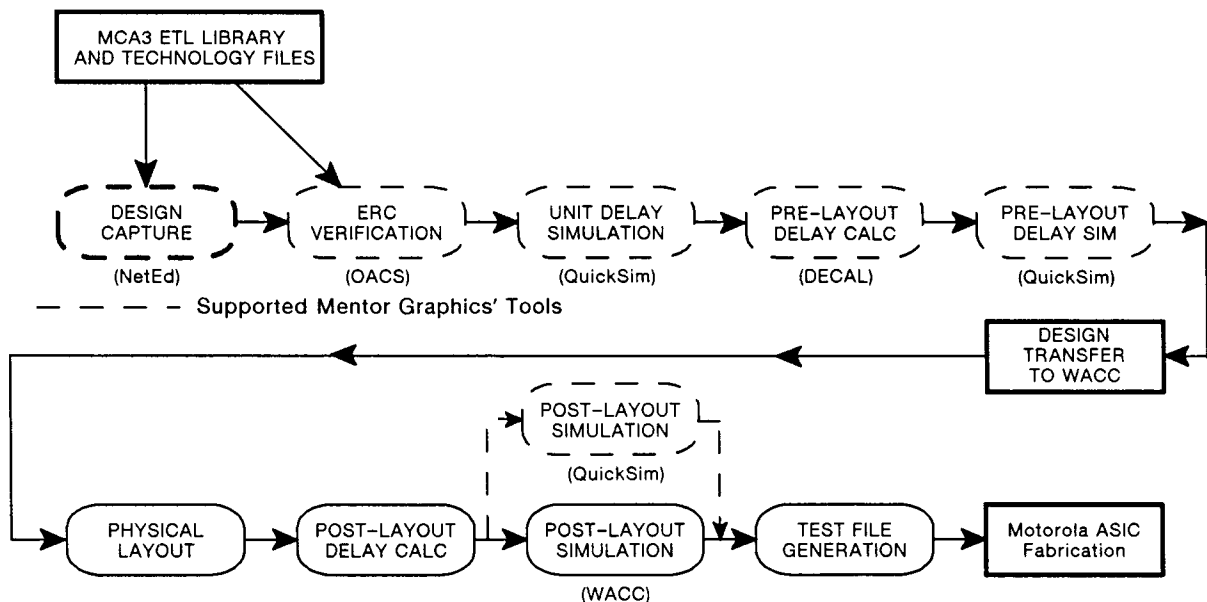 MCA3 ETL LIBRARY
AND TECHNOLOGY FILES
DESIGN
CAPTURE
(NetEd)
ERC
VERIFICATION
(OACS)
UNIT DELAY
SIMULATION
(QuickSim)
PRE-LAYOUT
DELAY CALC
(DECAL)
PRE-LAYOUT
DELAY SIM
(QuickSim)
Supported Mentor Graphics' Tools
DESIGN
TRANSFER
TO WACC
POST-LAYOUT
SIMULATION
(QuickSim)
PHYSICAL
LAYOUT
POST-LAYOUT
DELAY CALC
POST-LAYOUT
SIMULATION
(WACC)
TEST FILE
GENERATION
Motorola ASIC
Fabrication